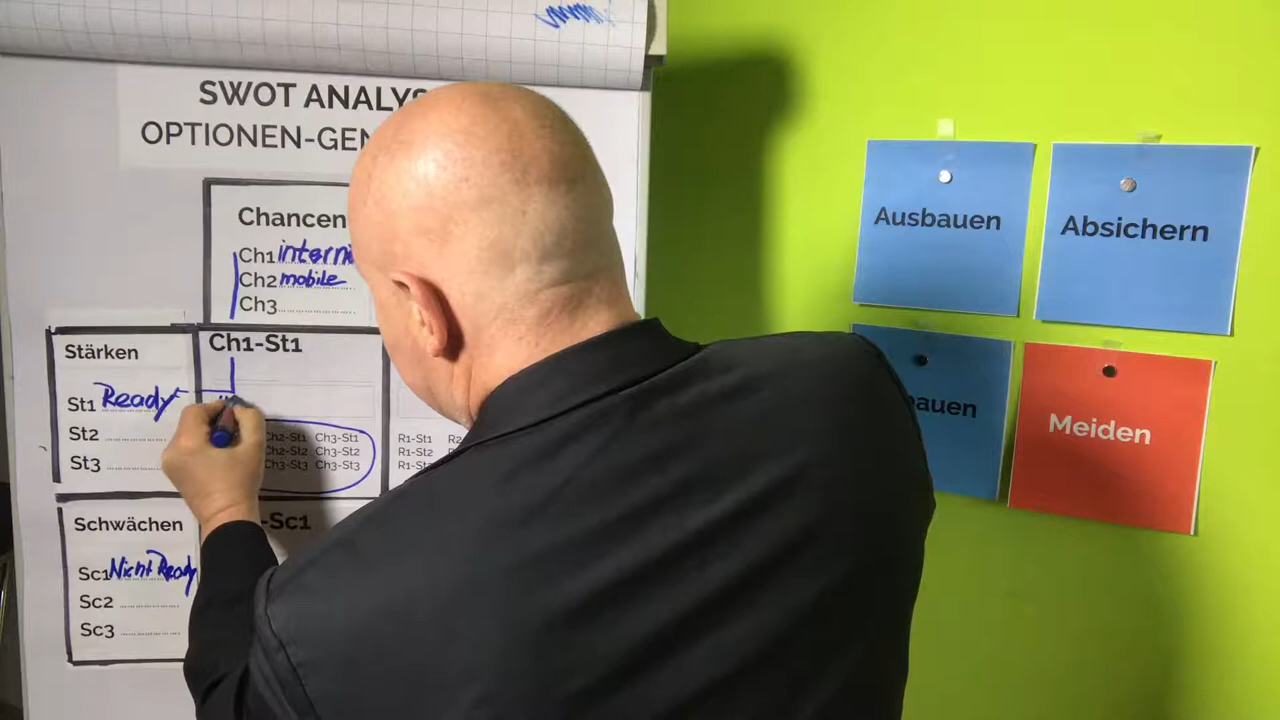 SWOT ANALYS
OPTIONEN-GEN
Chancen
Ch1
Ch2 mobile
Ch3
Stärken
St1 Ready
St2
St3
Ch1-St1
Ch2-St1 Ch3-St1
Ch2-St2 Ch3-St2
Ch3-St3 Ch3-St3
R1-St1 R2
R1-St2
R1-St3
Schwächen
Sc1 Nicht Ready
Sc2
Sc3
-Sc1
Ausbauen
Absichern
bauen
Meiden